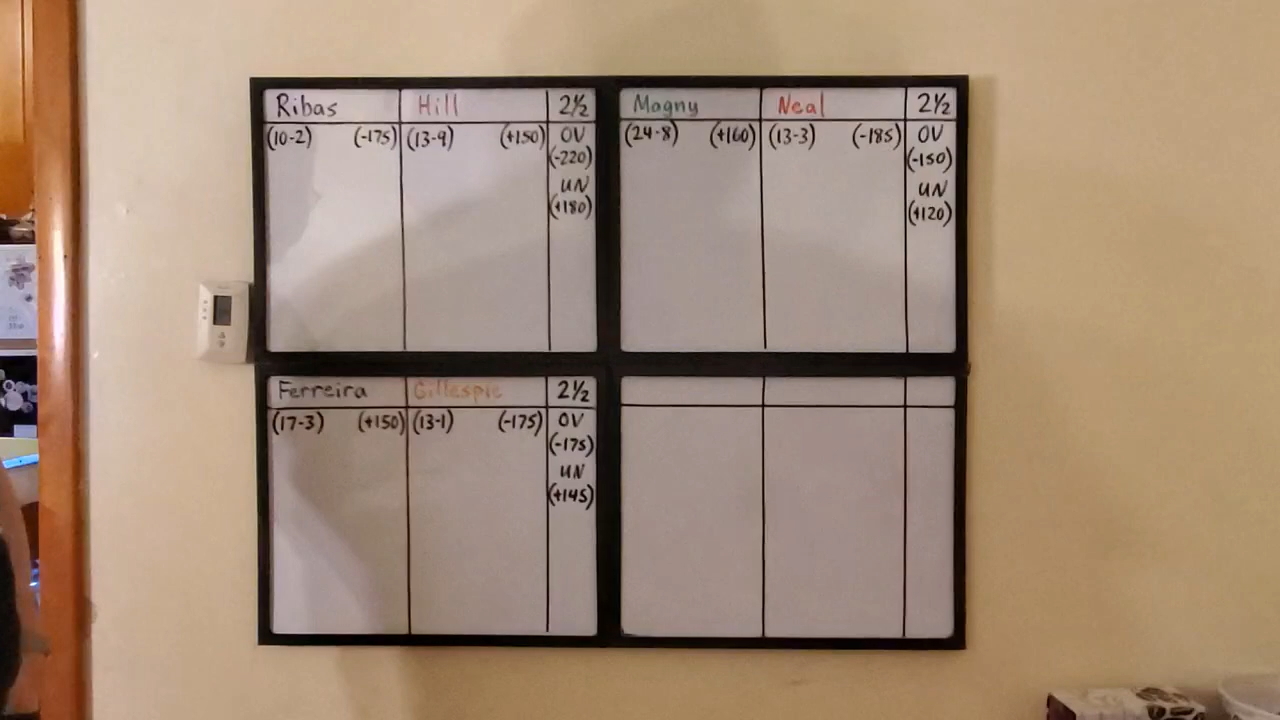 Ribas Hill 2½
(10-2) (-175) (13-9) (+150) OV
(-220)
UN
(+180)
Magny Neal 2½
(24-8) (+160) (13-3) (-185) OV
(-150)
UN
(+120)
Ferreira Gillespie 2½
(17-3) (+150) (13-1) (-175) OV
(-175)
UN
(+145)